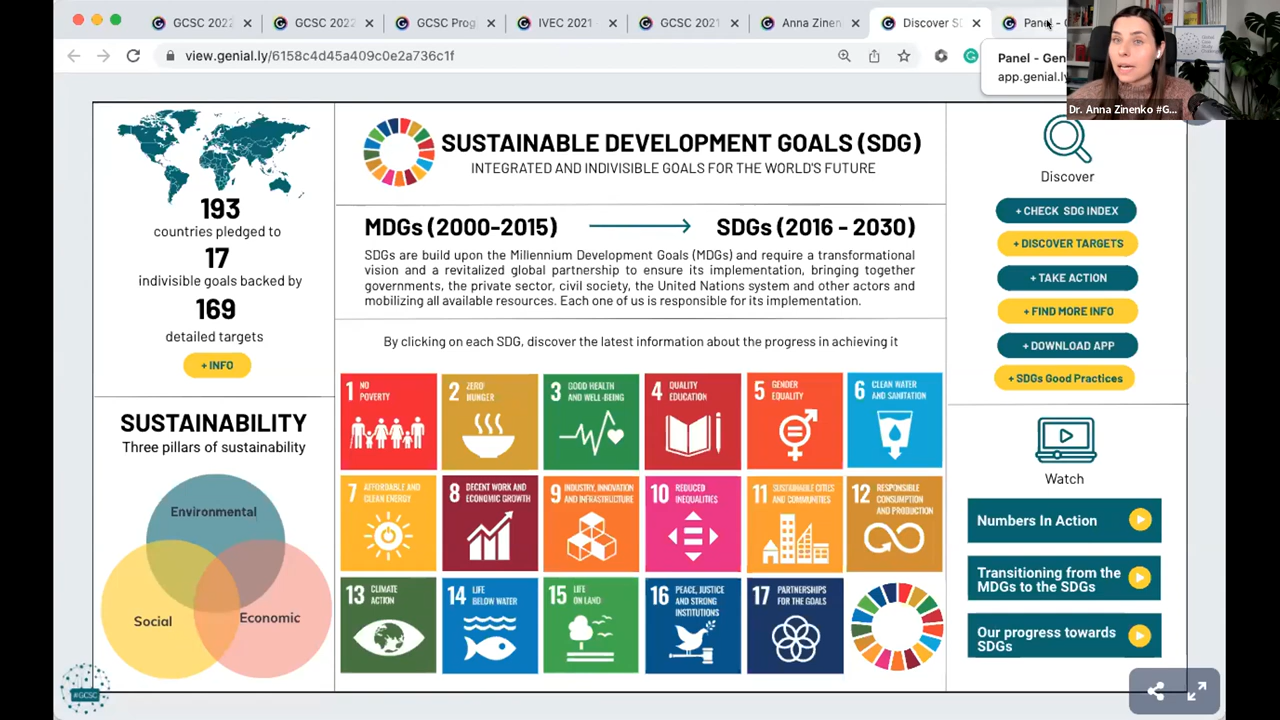 GCSC 2022
GCSC 2022
GCSC Prog
IVEC 2021
GCSC 2021
Anna Zinen
Discover S
Panel - G
view.genial.ly/6158c4d45a409c0e2a736c1f
Panel - Gen
app.genial.ly
Dr. Anna Zinenko #G...
193
countries pledged to
17
indivisible goals backed by
169
detailed targets
+ INFO
SUSTAINABILITY
Three pillars of sustainability
Environmental
Social
Economic
#GCSC
SUSTAINABLE DEVELOPMENT GOALS (SDG)
INTEGRATED AND INDIVISIBLE GOALS FOR THE WORLD'S FUTURE
MDGs (2000-2015)
SDGs (2016 - 2030)
SDGs are build upon the Millennium Development Goals (MDGs) and require a transformational
vision and a revitalized global partnership to ensure its implementation, bringing together
governments, the private sector, civil society, the United Nations system and other actors and
mobilizing all available resources. Each one of us is responsible for its implementation.
By clicking on each SDG, discover the latest information about the progress in achieving it
1 NO
POVERTY
2 ZERO
HUNGER
3 GOOD HEALTH
AND WELL-BEING
4 QUALITY
EDUCATION
5 GENDER
EQUALITY
6 CLEAN WATER
AND SANITATION
7 AFFORDABLE AND
CLEAN ENERGY
8 DECENT WORK AND
ECONOMIC GROWTH
9 INDUSTRY, INNOVATION
AND INFRASTRUCTURE
10 REDUCED
INEQUALITIES
11 SUSTAINABLE CITIES
AND COMMUNITIES
12 RESPONSIBLE
CONSUMPTION
AND PRODUCTION
13 CLIMATE
ACTION
14 LIFE
BELOW WATER
15 LIFE
ON LAND
16 PEACE, JUSTICE
AND STRONG
INSTITUTIONS
17 PARTNERSHIPS
FOR THE GOALS
Discover
+ CHECK SDG INDEX
+ DISCOVER TARGETS
+ TAKE ACTION
+ FIND MORE INFO
+ DOWNLOAD APP
+ SDGs Good Practices
Watch
Numbers In Action
Transitioning from the
MDGs to the SDGs
Our progress towards
SDGs